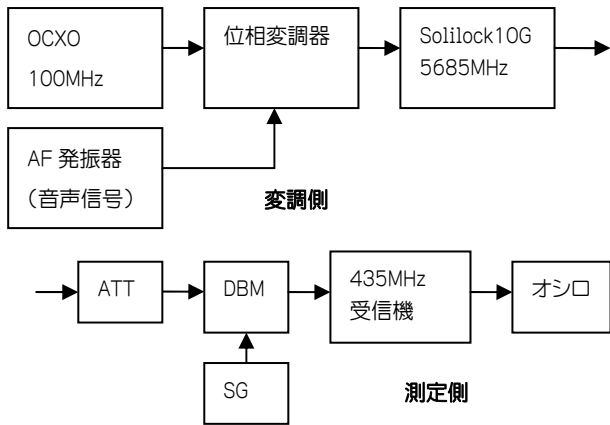 OCXO
100MHz
位相変調器
Solilock10G
5685MHz
AF 発振器
(音声信号)
変調側
ATT
DBM
435MHz
受信機
オシロ
SG
測定側